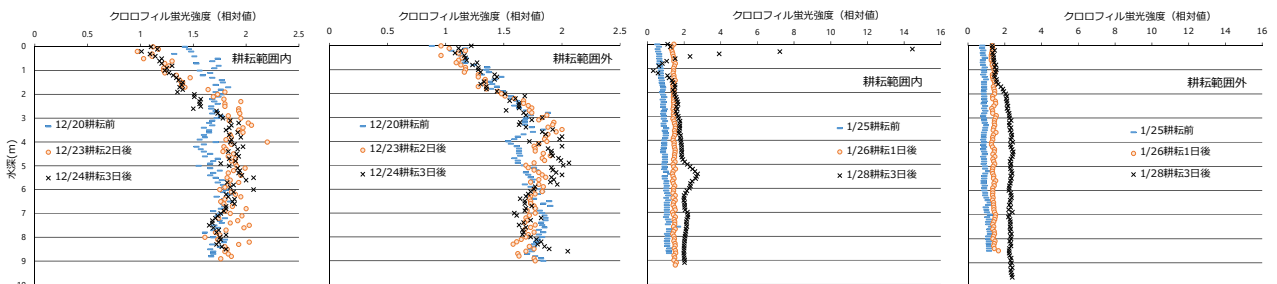 クロロフィル蛍光強度（相対値）
0 0.5 1 1.5 2 2.5
耕耘範囲内
12/20耕耘前
12/23耕耘2日後
12/24耕耘3日後
水深(m)
0
1
2
3
4
5
6
7
8
9
10
クロロフィル蛍光強度（相対値）
0 0.5 1 1.5 2 2.5
耕耘範囲外
12/20耕耘前
12/23耕耘2日後
12/24耕耘3日後
クロロフィル蛍光強度（相対値）
0 2 4 6 8 10 12 14 16
耕耘範囲内
1/25耕耘前
1/26耕耘1日後
1/28耕耘3日後
クロロフィル蛍光強度（相対値）
0 2 4 6 8 10 12 14 16
耕耘範囲外
1/25耕耘前
1/26耕耘1日後
1/28耕耘3日後